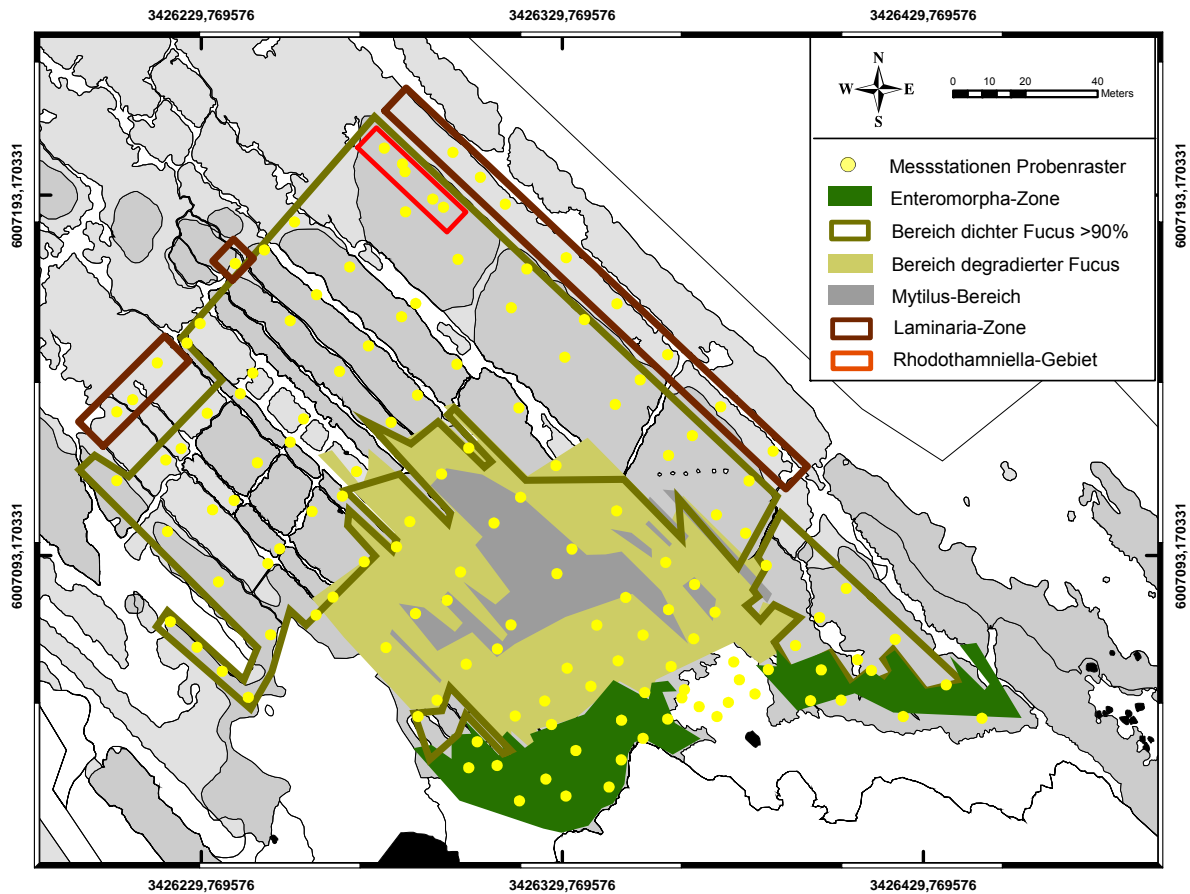 3426229,769576
3426329,769576
3426429,769576
6007193,170331
6007193,170331
N
W
E
S
0
10
20
40
Meters
Messstationen Probenraster
Enteromorpha-Zone
Bereich dichter Fucus >90%
Bereich degradierter Fucus
Mytilus-Bereich
Laminaria-Zone
Rhodothamniella-Gebiet
6007093,170331
6007093,170331
3426229,769576
3426329,769576
3426429,769576